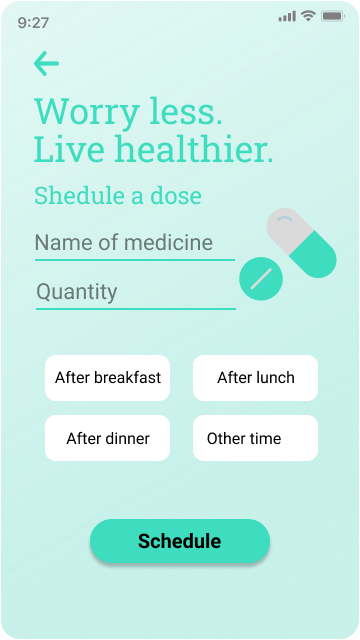 9:27
Worry less.
Live healthier.
Shedule a dose
Name of medicine
Quantity
After breakfast
After lunch
After dinner
Other time
Schedule